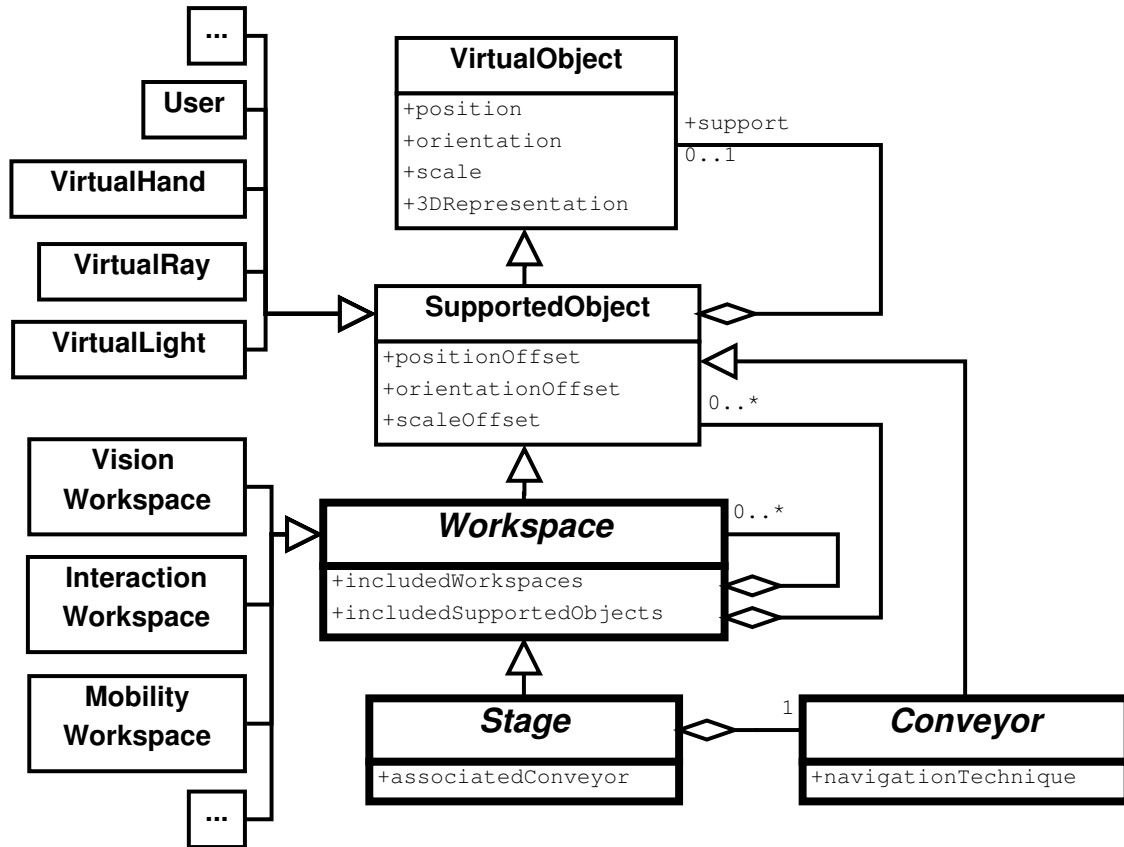 ...
User
VirtualHand
VirtualRay
VirtualLight
VirtualObject
+position
+orientation
+scale
+3DRepresentation
+support
0..1
SupportedObject
+positionOffset
+orientationOffset
+scaleOffset
0..*
Vision
Workspace
Interaction
Workspace
Mobility
Workspace
...
Workspace
+includedWorkspaces
+includedSupportedObjects
0..*
Stage
+associatedConveyor
1
Conveyor
+navigationTechnique